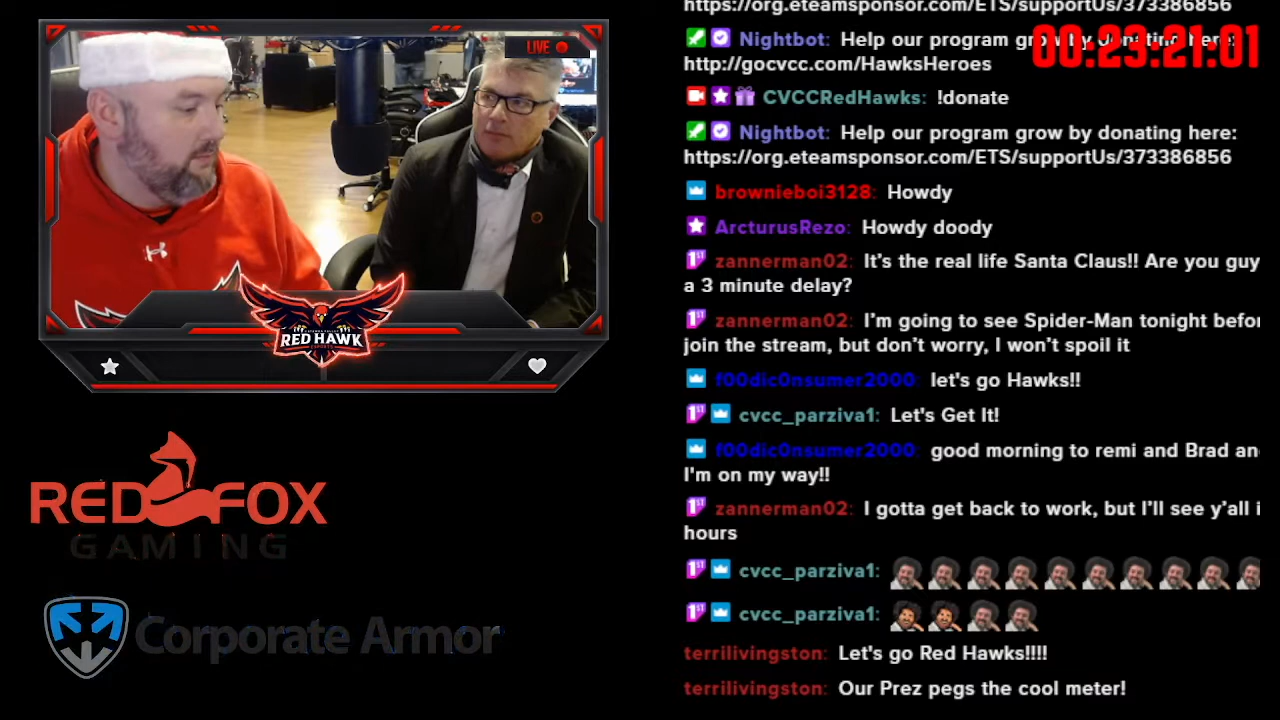 https://org.eteamsponsor.com/ETS/supportUs/373386856
Nightbot: Help our program grow by donating here:
http://gocvcc.com/HawksHeroes
00:23:21:01
CVCCRedHawks: !donate
Nightbot: Help our program grow by donating here:
https://org.eteamsponsor.com/ETS/supportUs/373386856
brownieboi3128: Howdy
ArcturusRezo: Howdy doody
zannerman02: It's the real life Santa Claus!! Are you guy
a 3 minute delay?
zannerman02: I'm going to see Spider-Man tonight befor
join the stream, but don't worry, I won't spoil it
f00dic0nsumer2000: let's go Hawks!!
cvcc_parziva1: Let's Get It!
f00dic0nsumer2000: good morning to remi and Brad an
I'm on my way!!
zannerman02: I gotta get back to work, but I'll see y'all i
hours
cvcc_parziva1:
cvcc_parziva1:
terrilivingston: Let's go Red Hawks!!!!
terrilivingston: Our Prez pegs the cool meter!
LIVE
RED HAWK
RED FOX
GAMING
Corporate Armor